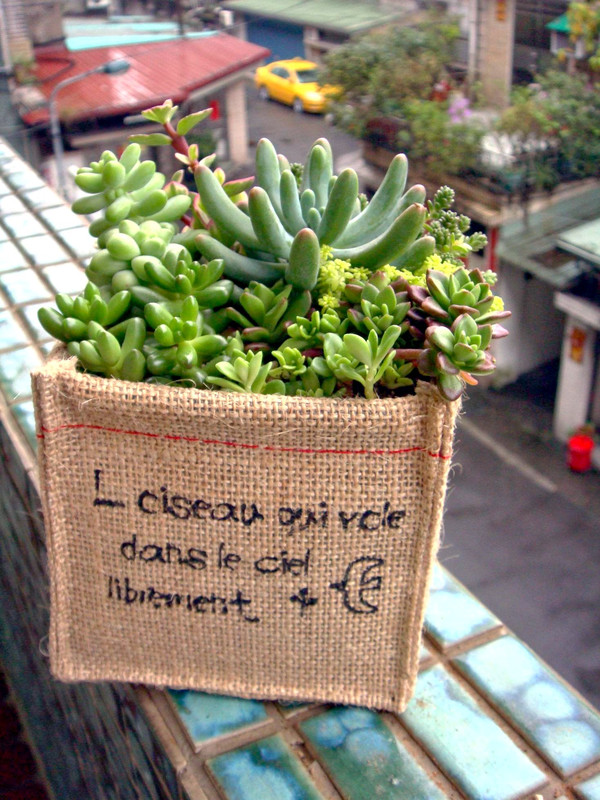 L ciseau qui vole
dans le ciel
librement